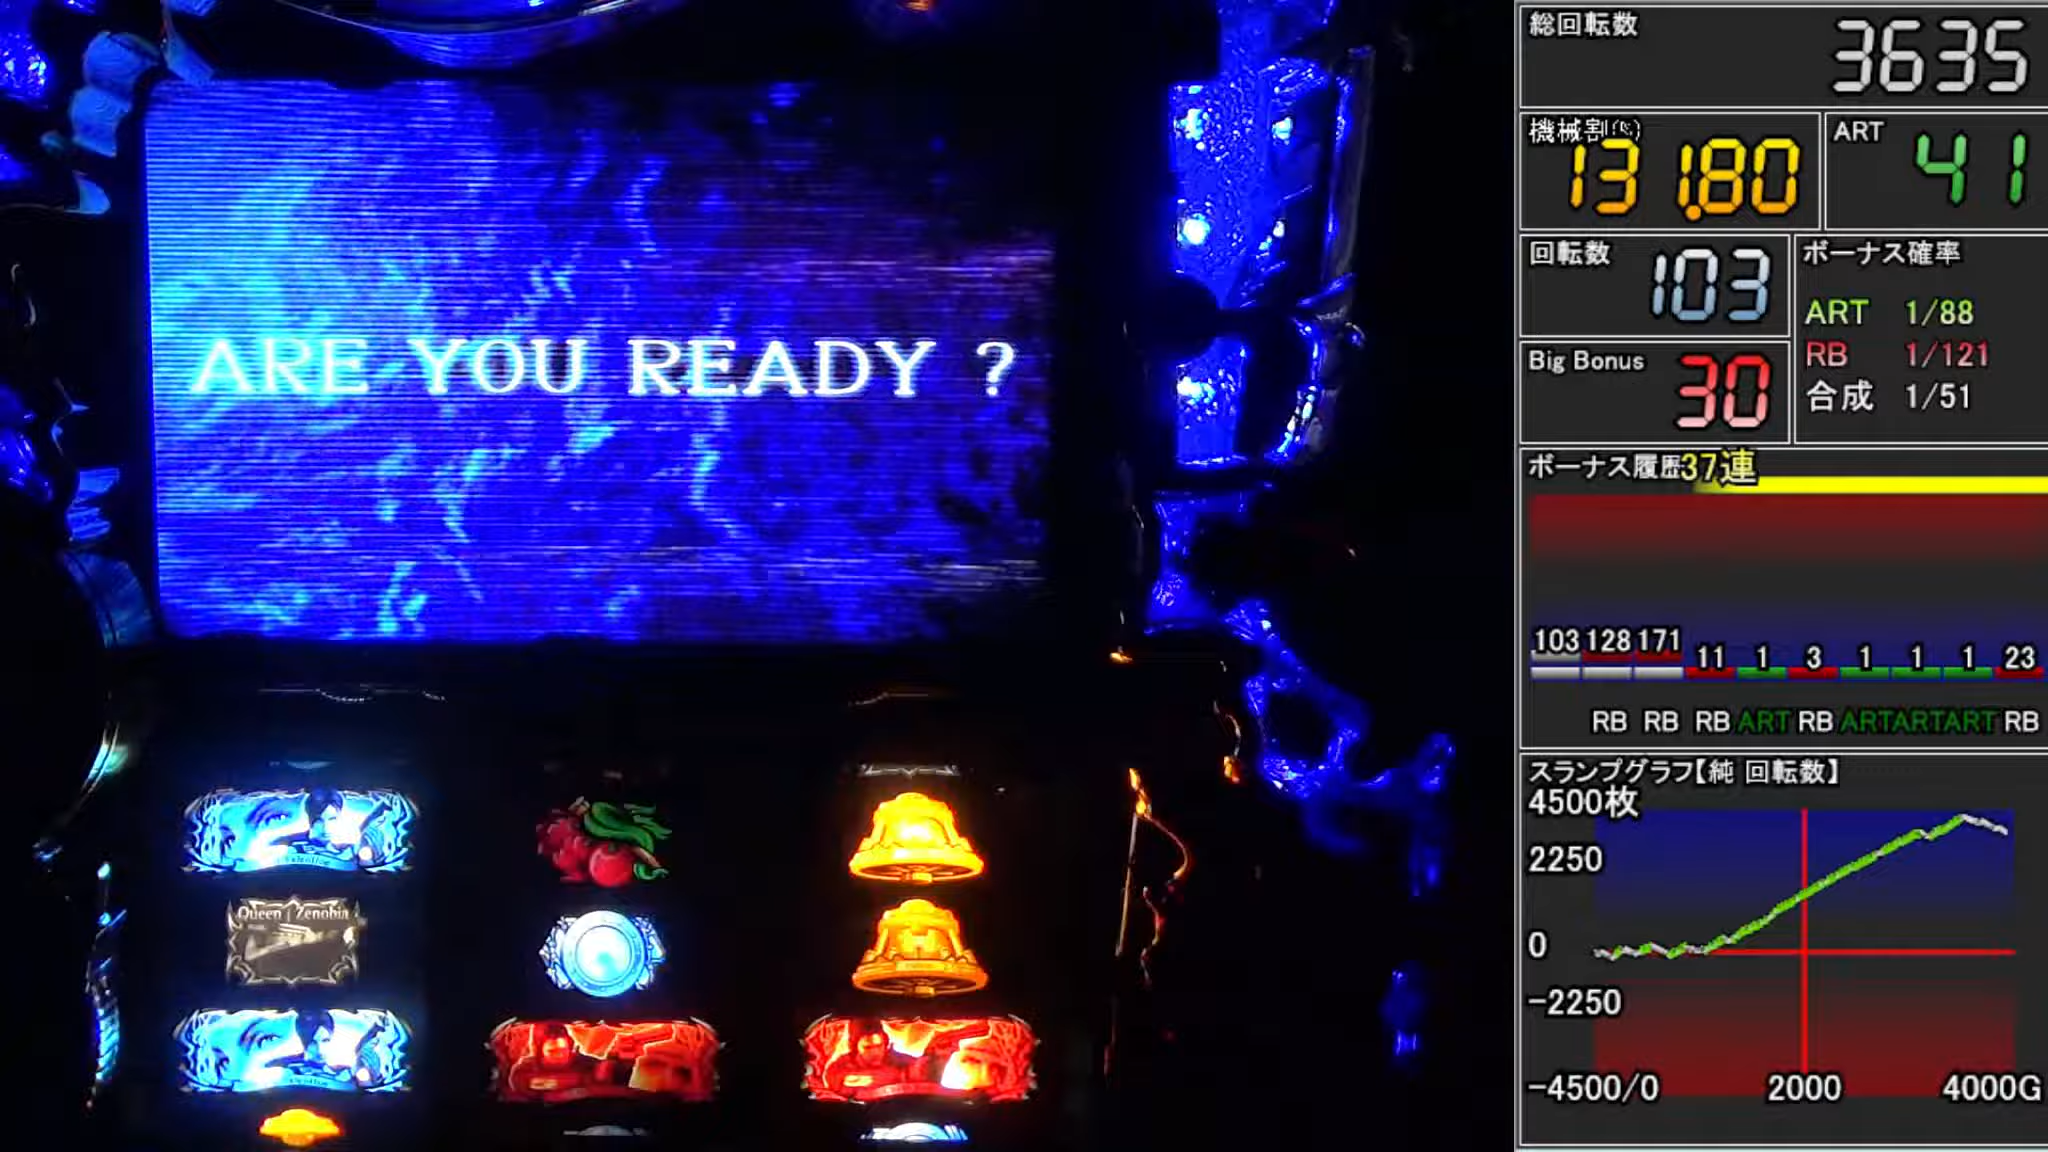 ARE YOU READY ?
Queen Zenobia
総回転数
3635
機械割(%)
131.80
ART
41
回転数
103
Big Bonus
30
ボーナス確率
ART 1/88
RB 1/121
合成 1/51
ボーナス履歴37連
103 128 171 11 1 3 1 1 1 23
RB RB RB ART RB ART ART ART RB
スランプグラフ【純 回転数】
4500枚
2250
0
-2250
-4500/0 2000 4000G